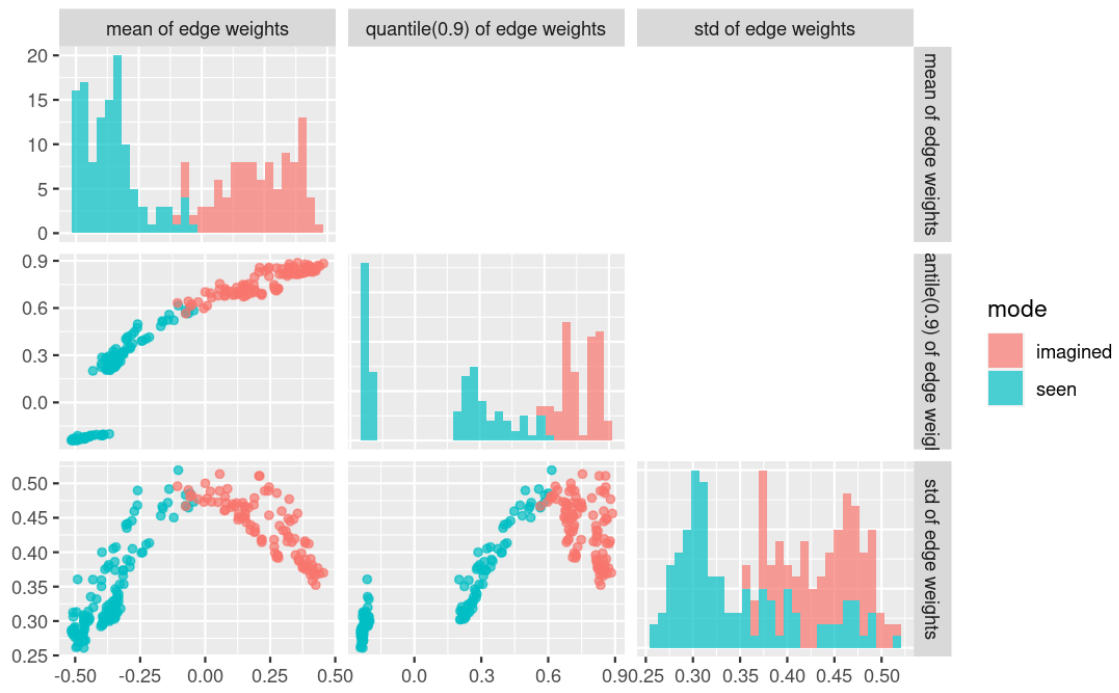 mean of edge weights quantile(0.9) of edge weights std of edge weights
20
15
10
5
0
mean of edge weights
0.9
0.6
0.3
0.0
antile(0.9) of edge weigh
mode
imagined
seen
0.50
0.45
0.40
0.35
0.30
0.25
std of edge weights
-0.50 -0.25 0.00 0.25 0.50 0.0 0.3 0.6 0.90.25 0.30 0.35 0.40 0.45 0.50